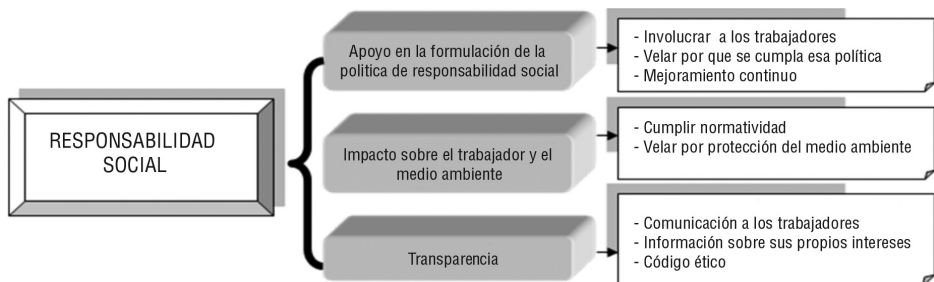 RESPONSABILIDAD
SOCIAL
Apoyo en la formulación de la
politica de responsabilidad social
- Involucrar a los trabajadores
- Velar por que se cumpla esa política
- Mejoramiento continuo
Impacto sobre el trabajador y el
medio ambiente
- Cumplir normatividad
- Velar por protección del medio ambiente
Transparencia
- Comunicación a los trabajadores
- Información sobre sus propios intereses
- Código ético